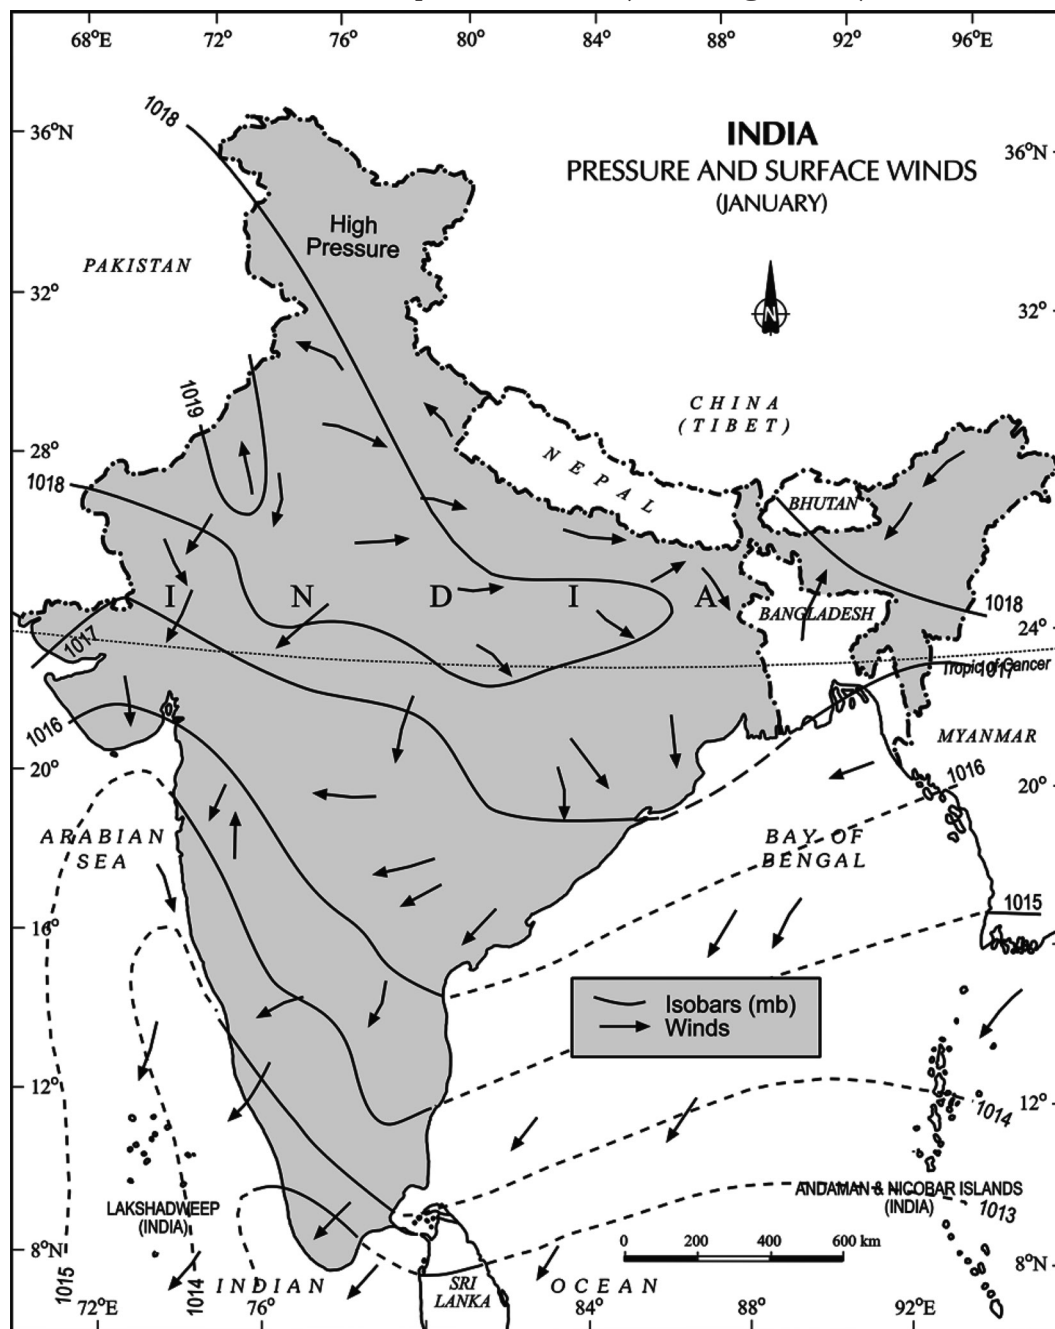 68°E 72° 76° 80° 84° 88° 92° 96°E
1018
36°N
INDIA
PRESSURE AND SURFACE WINDS
(JANUARY)
36°N
High
Pressure
PAKISTAN
N
32°
32°
1019
CHINA
(TIBET)
28°
NEPAL
1018
BHUTAN
28°
I N D I A
BANGLADESH
1018
24°
1017
Tropic of Cancer
1017
1016
MYANMAR
20°
1016
20°
ARABIAN
SEA
BAY OF
BENGAL
1015
16°
Isobars (mb)
Winds
12°
1014
12°
LAKSHADWEEP
(INDIA)
ANDAMAN & NICOBAR ISLANDS
(INDIA)
1013
8°N
0 200 400 600 km
8°N
1015
1014
INDIAN
SRI
LANKA
OCEAN
72°E 76° 84° 88° 92°E